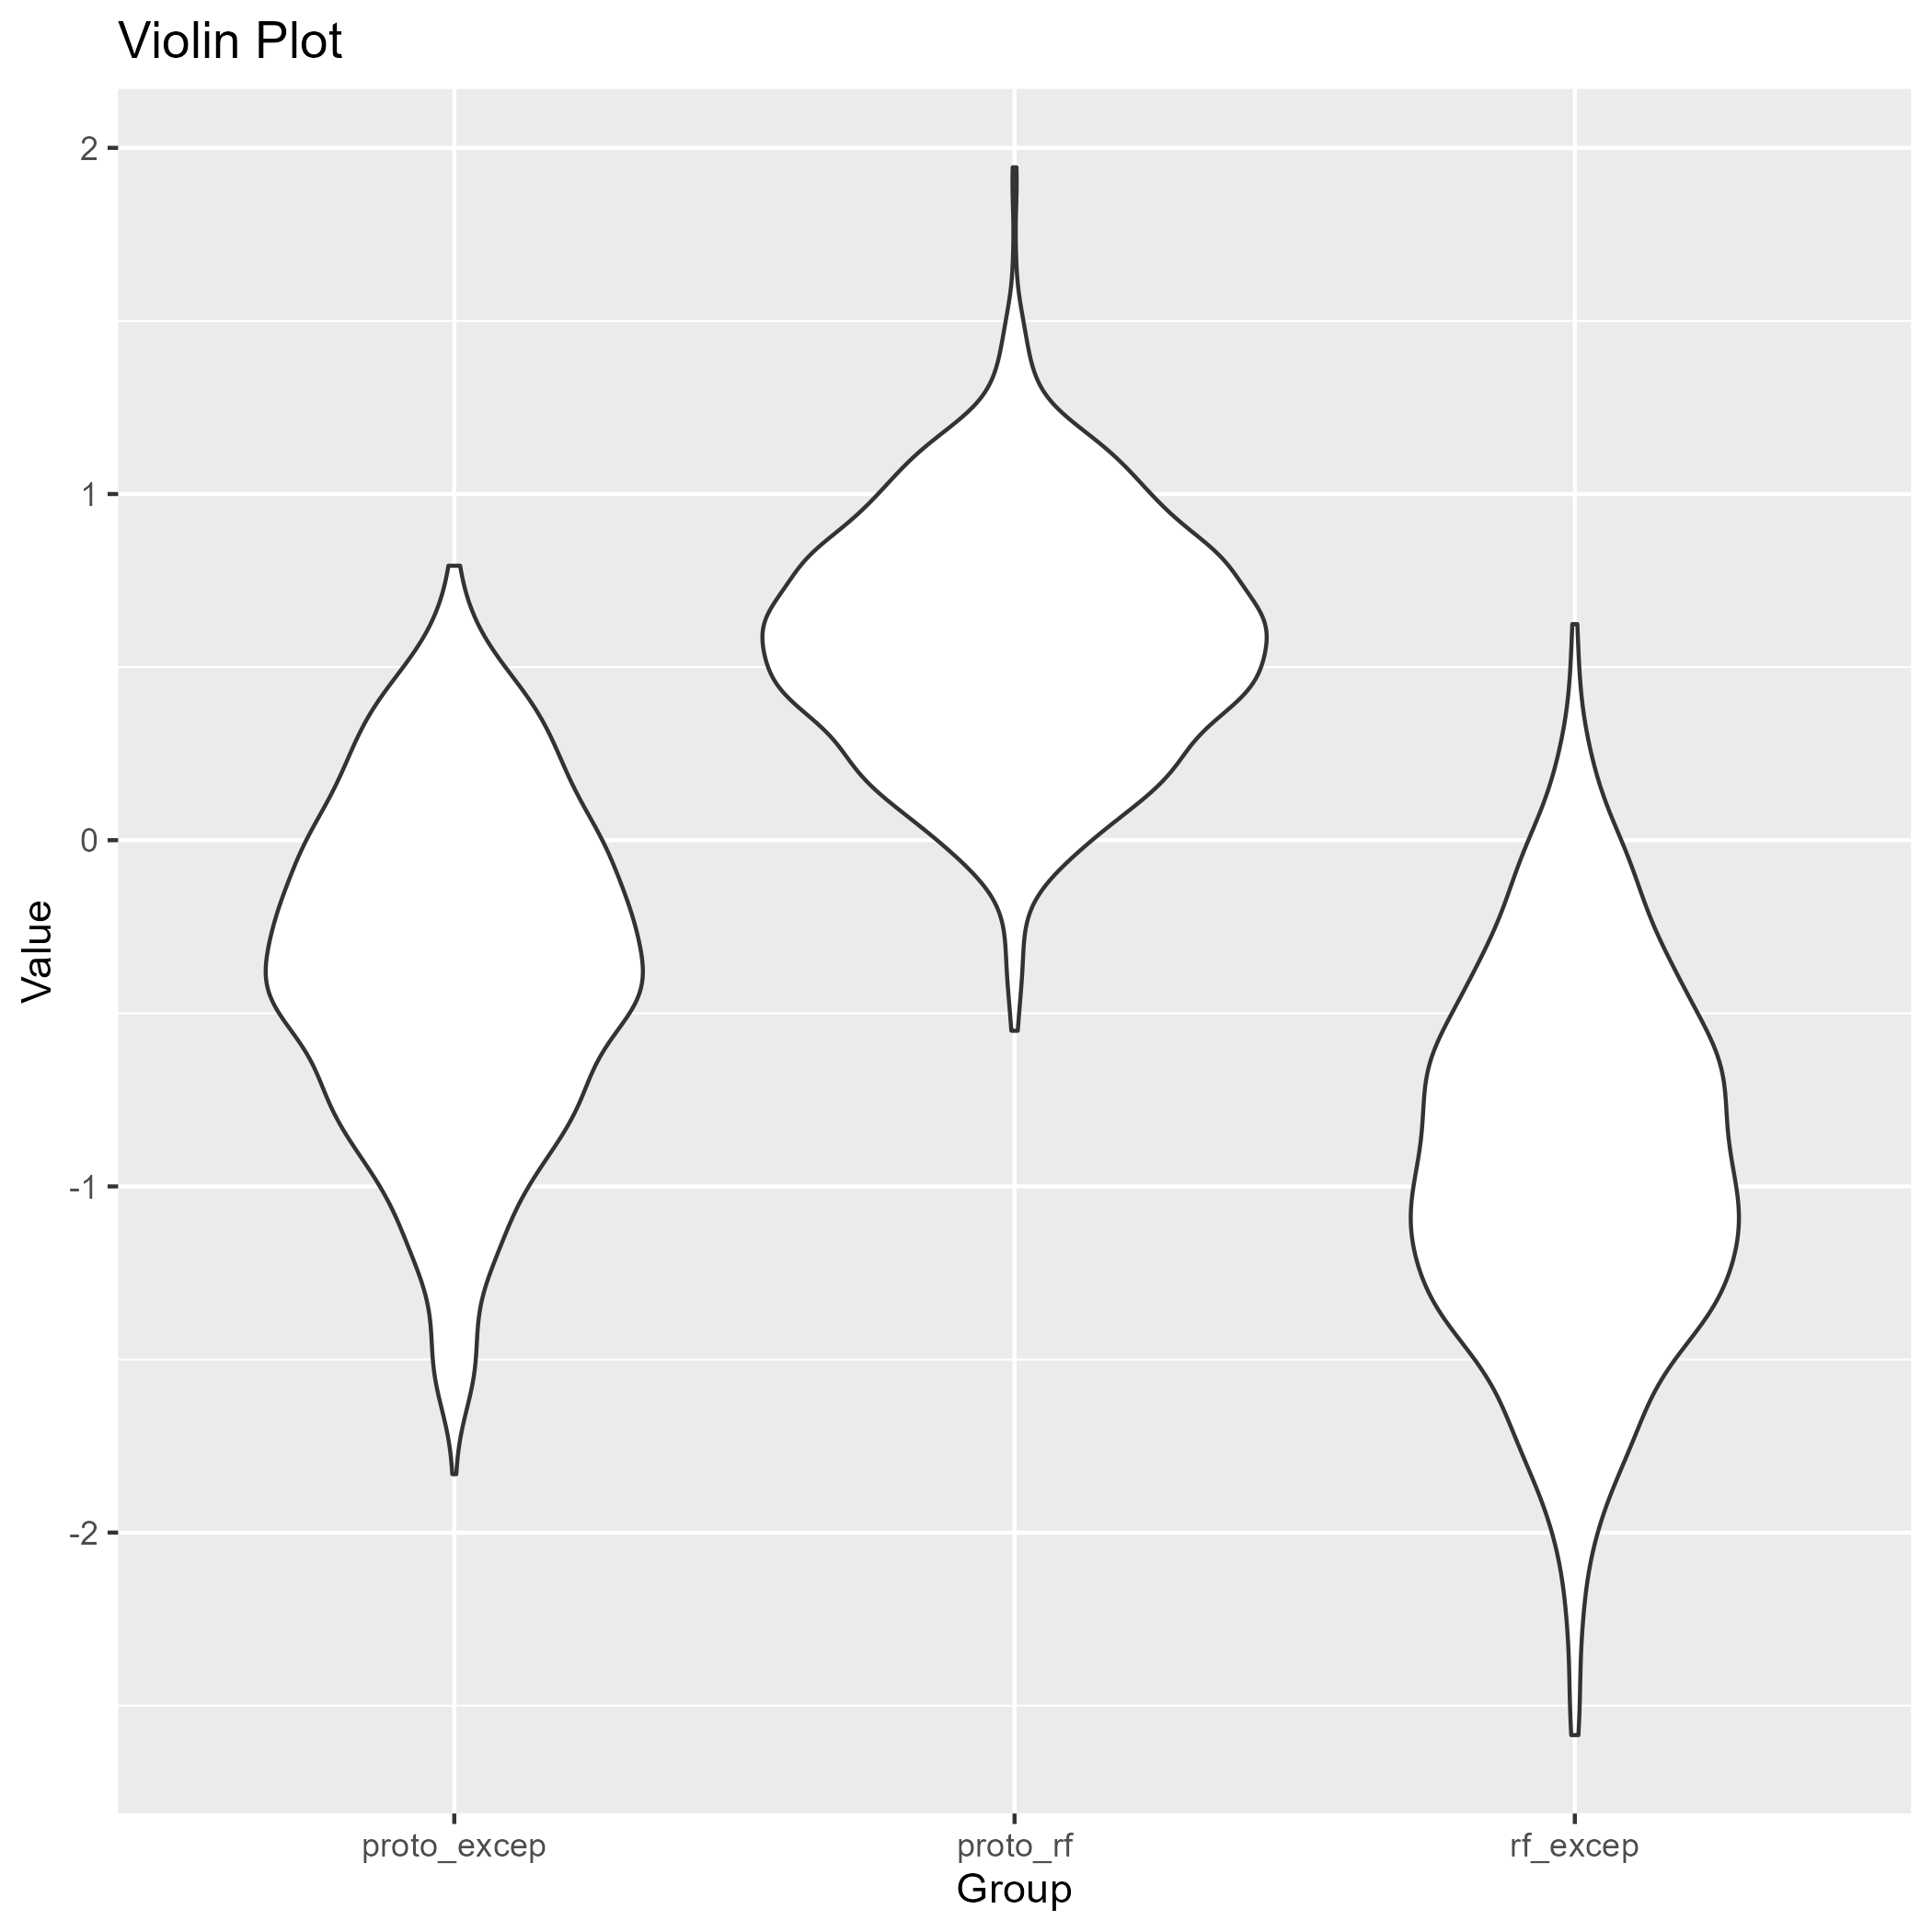 Violin Plot
2
1
0
-1
-2
Value
proto_excep
proto_rf
rf_excep
Group